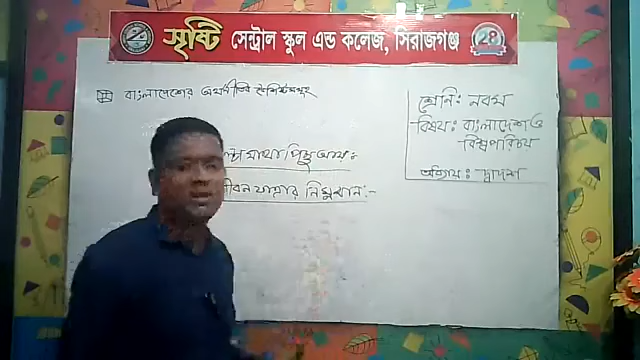 সৃষ্টি সেন্ট্রাল স্কুল এন্ড কলেজ, সিরাজগঞ্জ
বাংলাদেশের অর্থনীতির বৈশিষ্ট্যসমূহ
মাথা পিছু আয়ঃ
জীবন যাত্রার নিম্নমান:-
শ্রেনি: নবম
বিষয়: বাংলাদেশ ও
বিশ্বপরিচয়
অধ্যায়: দ্বাদশ